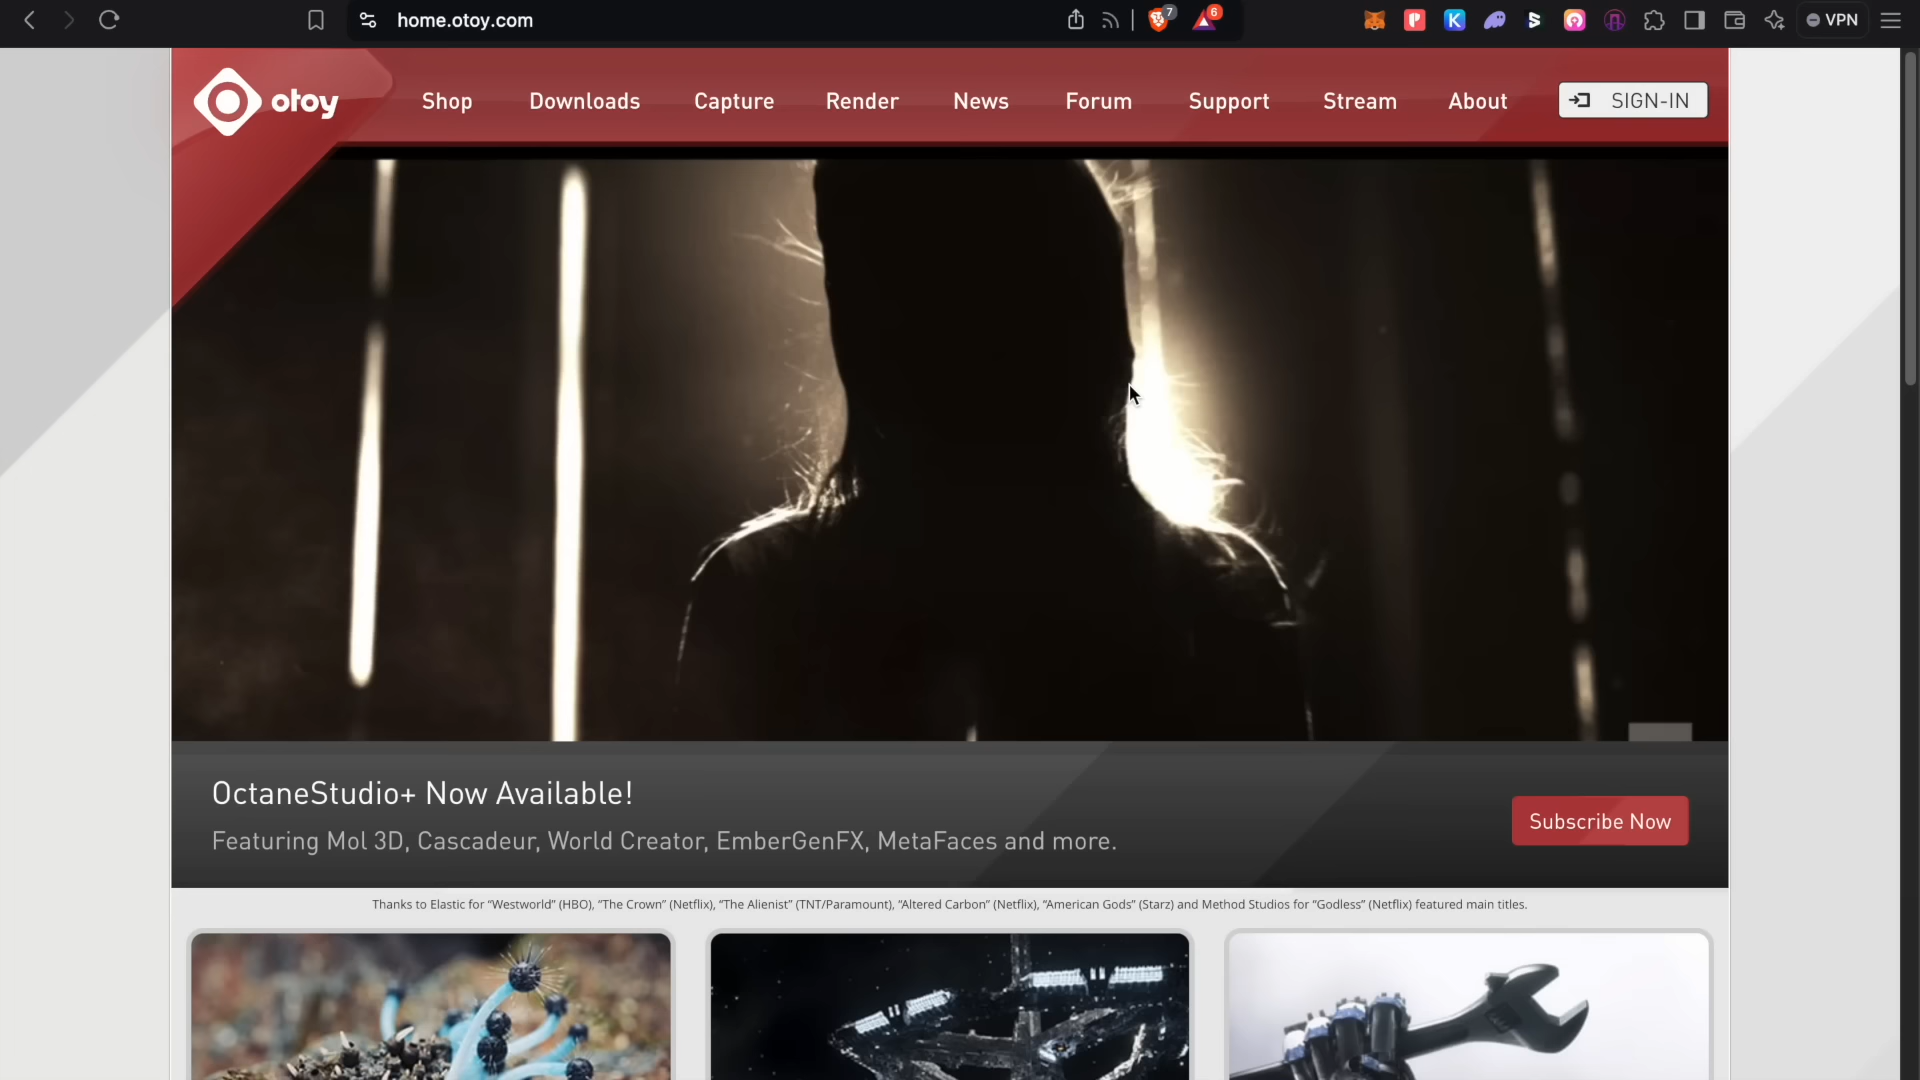 home.otoy.com
7
6
VPN
otoy
Shop
Downloads
Capture
Render
News
Forum
Support
Stream
About
SIGN-IN
OctaneStudio+ Now Available!
Featuring Mol 3D, Cascadeur, World Creator, EmberGenFX, MetaFaces and more.
Subscribe Now
Thanks to Elastic for “Westworld” (HBO), “The Crown” (Netflix), “The Alienist” (TNT/Paramount), “Altered Carbon” (Netflix), “American Gods” (Starz) and Method Studios for “Godless” (Netflix) featured main titles.